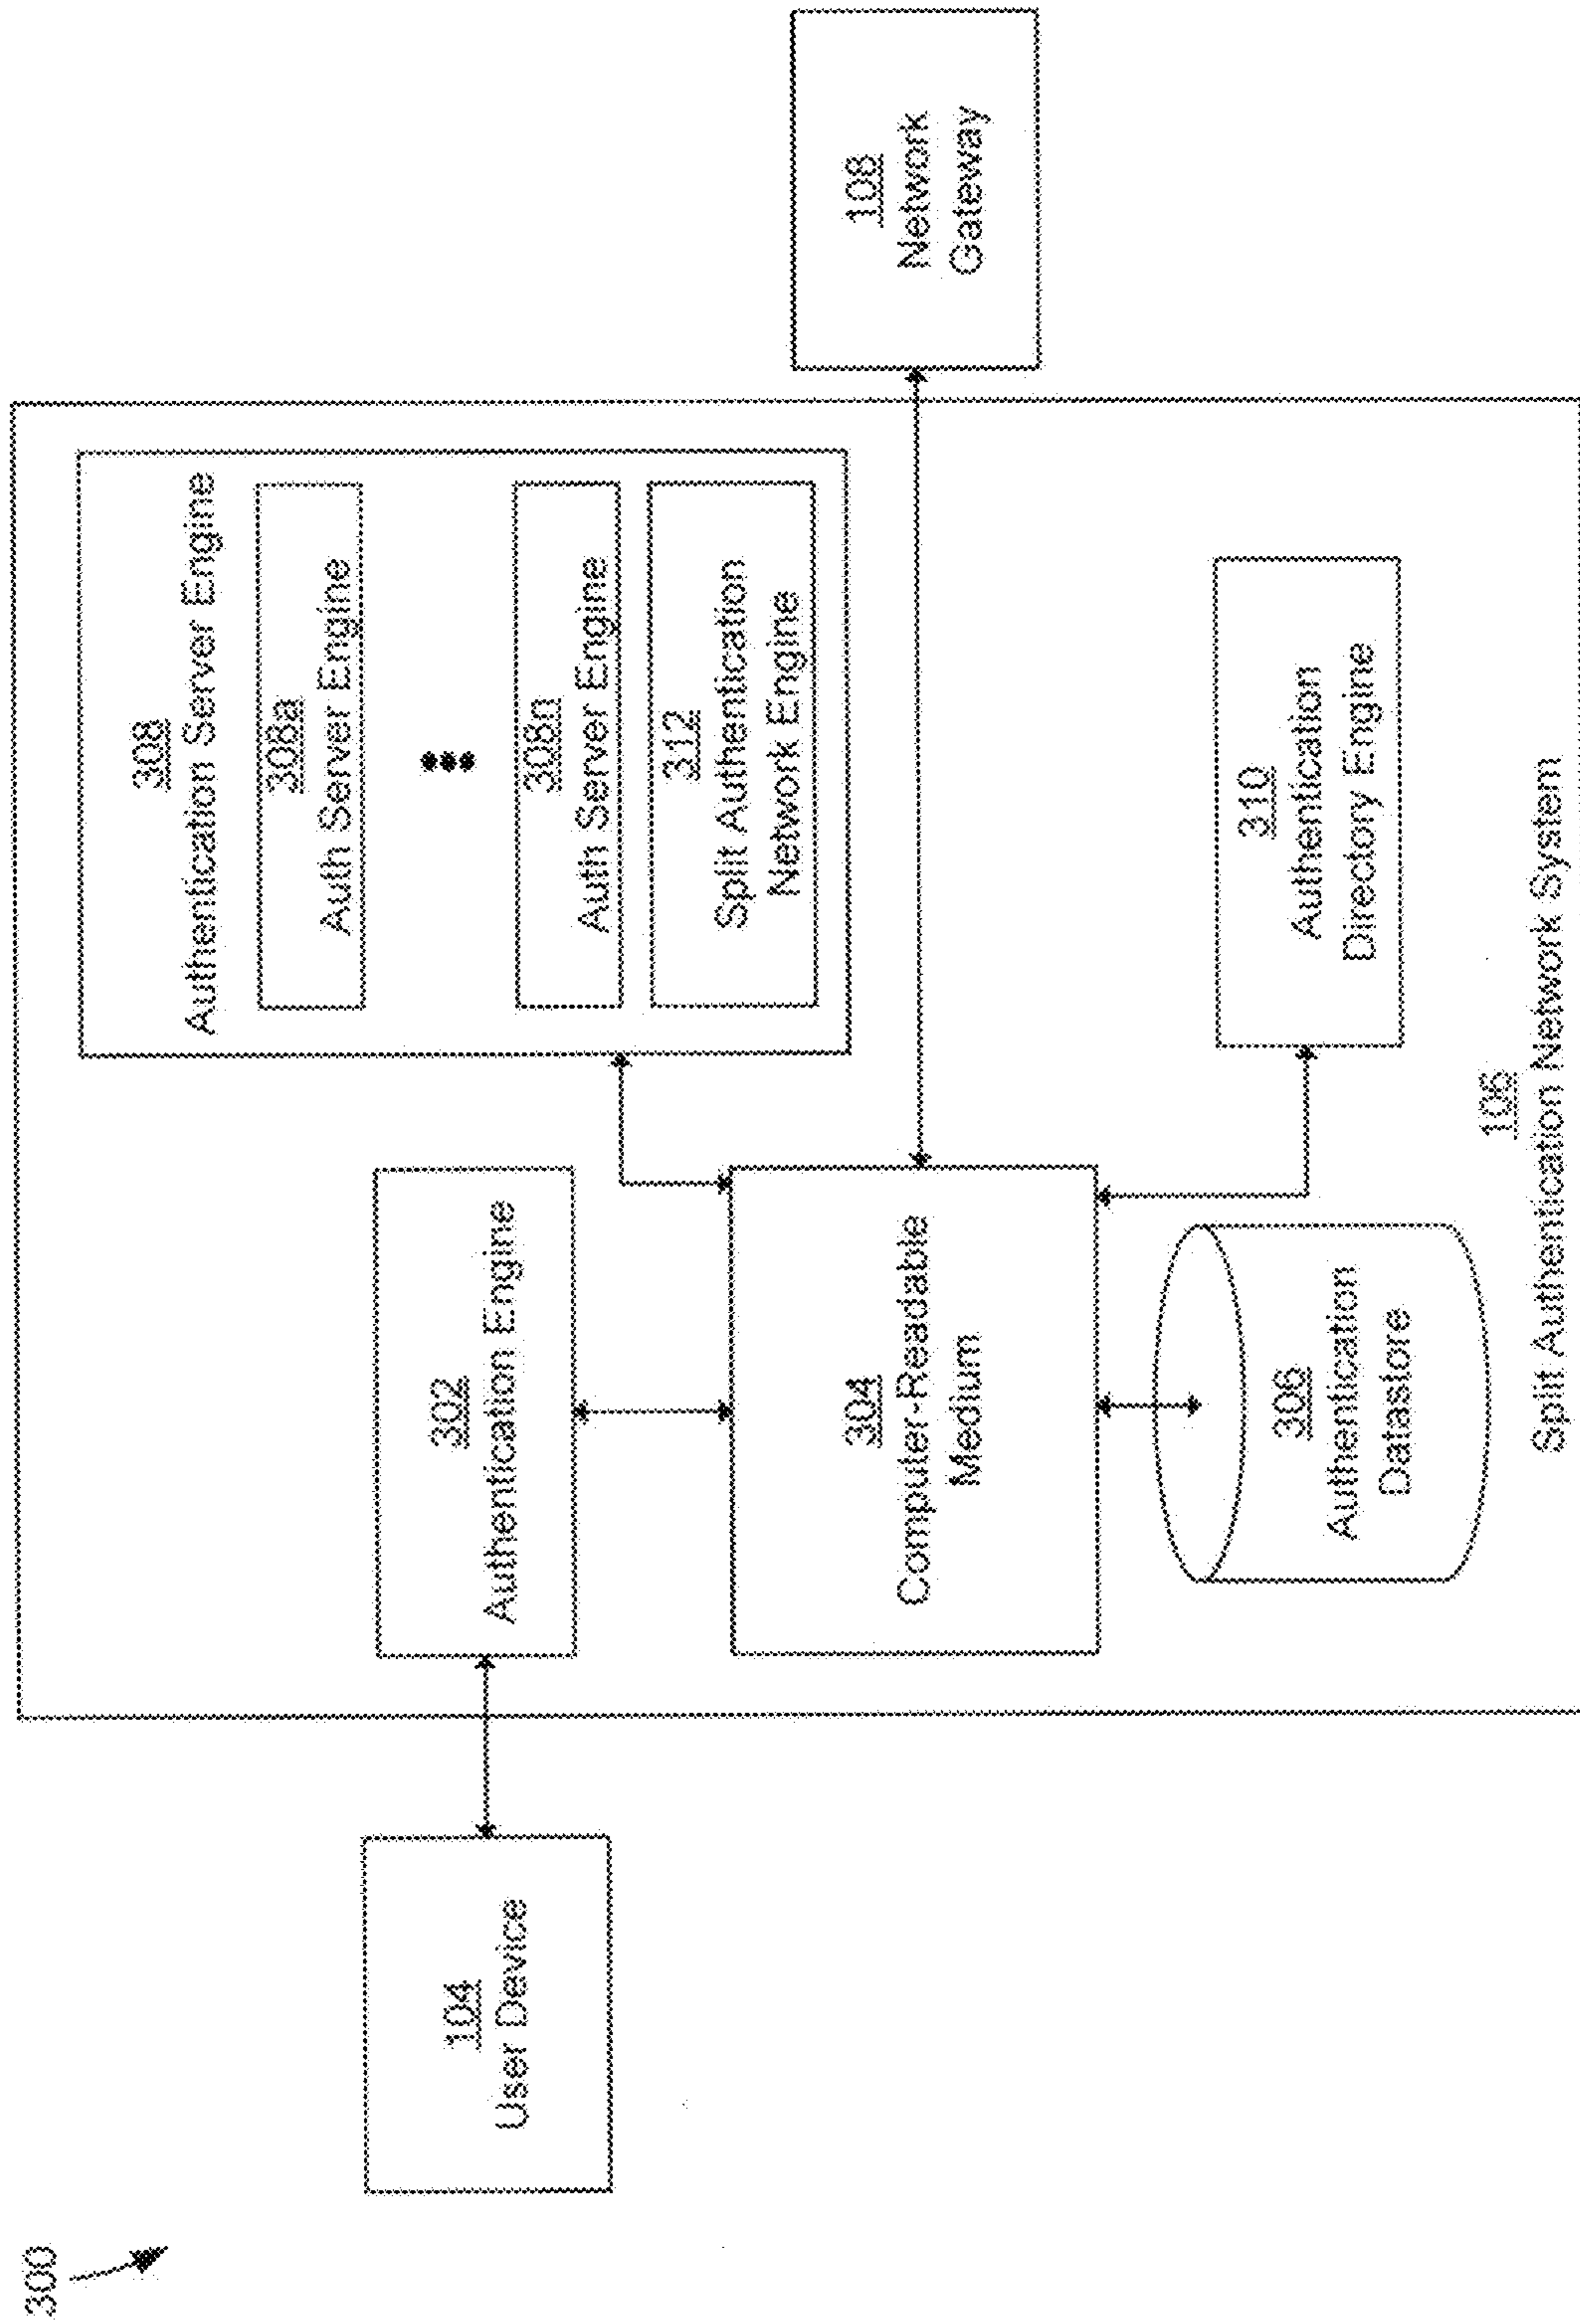 300
104
User Device
302
Authentication Engine
304
Computer-Readable
Medium
306
Authentication
Datastore
308
Authentication Server Engine
308a
Auth Server Engine
308n
Auth Server Engine
312
Split Authentication
Network Engine
310
Authentication
Directory Engine
106
Split Authentication Network System
108
Network
Gateway